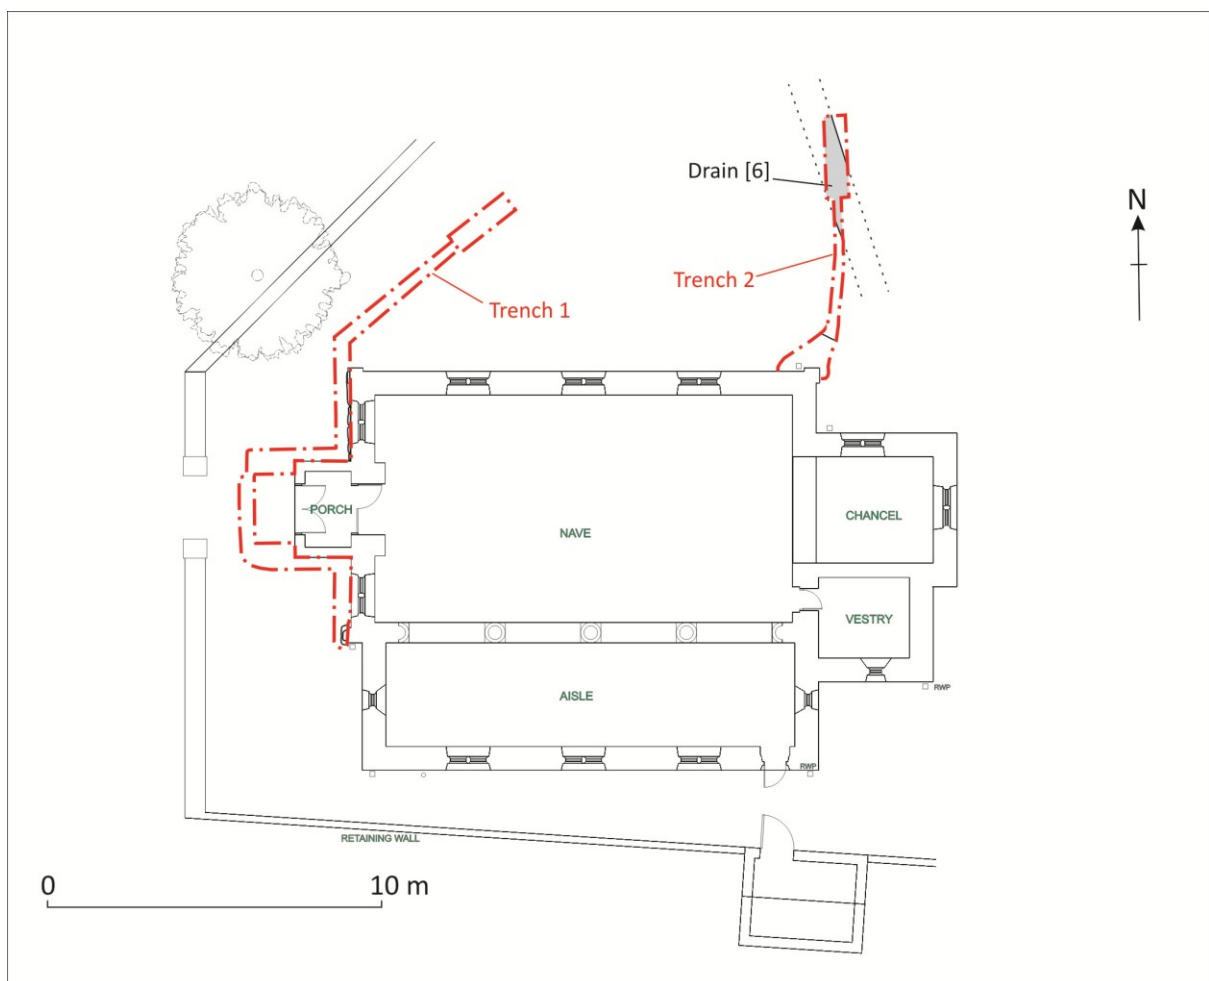 Drain [6]
N
Trench 2
Trench 1
PORCH
CHANCEL
NAVE
VESTRY
RWP
AISLE
RWP
RETAINING WALL
0 10 m